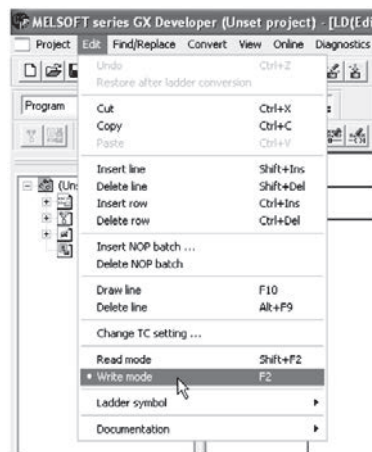 MELSOFT series GX Developer (Unset project) - [LD(Edi
Project Edit Find/Replace Convert View Online Diagnostics
Undo Ctrl+Z
Restore after ladder conversion
Program
Cut Ctrl+X
Copy Ctrl+C
Paste Ctrl+V
Insert line Shift+Ins
Delete line Shift+Del
(Uns
Insert row Ctrl+Ins
Delete row Ctrl+Del
Insert NOP batch ...
Delete NOP batch
Draw line F10
Delete line Alt+F9
Change TC setting ...
Read mode Shift+F2
Write mode F2
Ladder symbol
Documentation